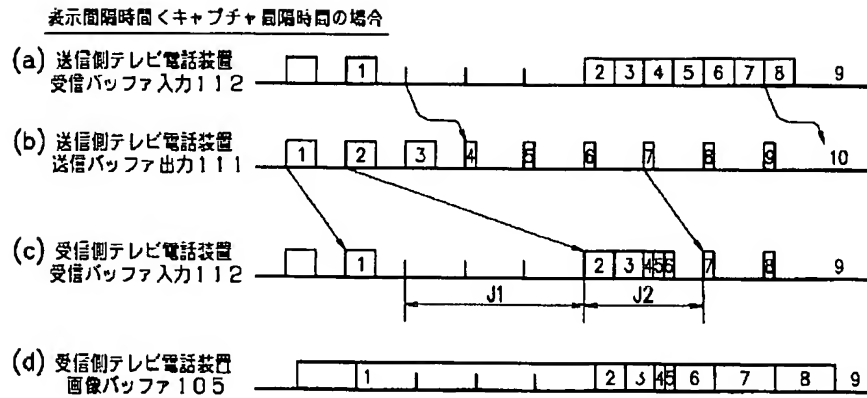 表示間隔時間<キャプチャ間隔時間の場合
(a) 送信側テレビ電話装置
受信バッファ入力112
1 2 3 4 5 6 7 8 9
(b) 送信側テレビ電話装置
送信バッファ出力111
1 2 3 4 5 6 7 8 9 10
(c) 受信側テレビ電話装置
受信バッファ入力112
1 2 3 4 5 6 7 8 9
J1 J2
(d) 受信側テレビ電話装置
画像バッファ105
1 2 3 4 5 6 7 8 9